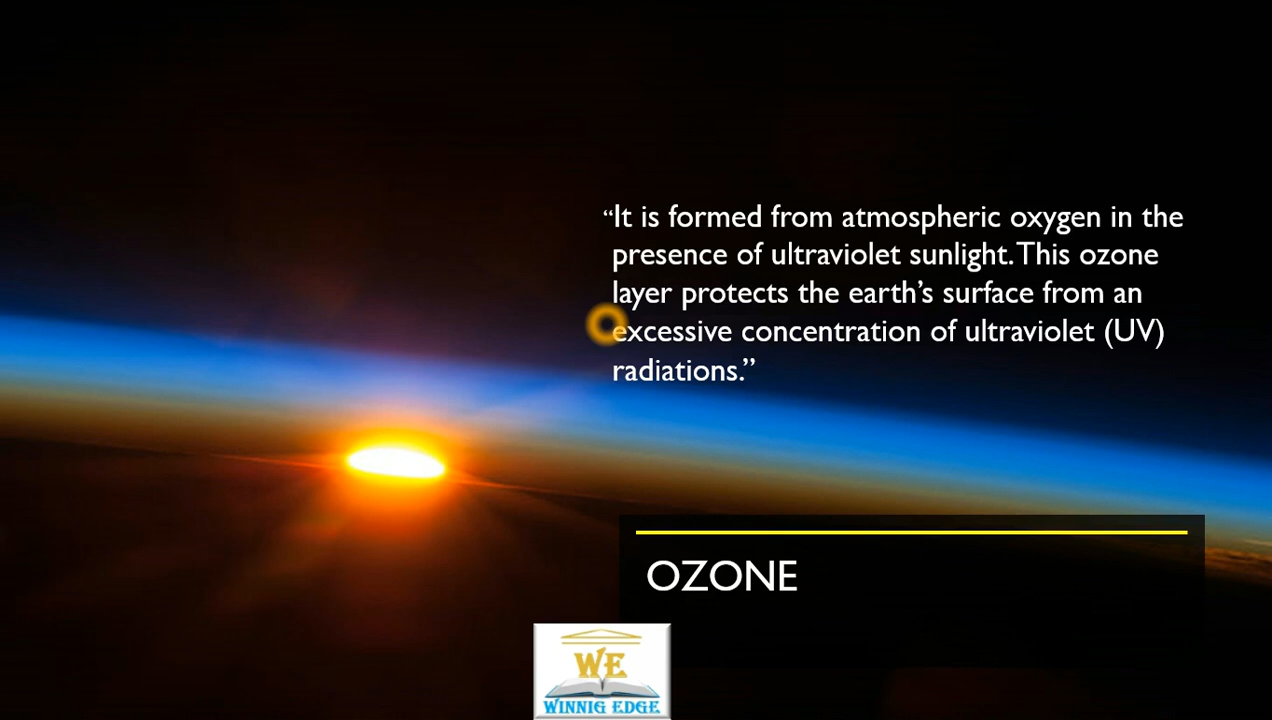 “It is formed from atmospheric oxygen in the
presence of ultraviolet sunlight. This ozone
layer protects the earth’s surface from an
excessive concentration of ultraviolet (UV)
radiations.”
OZONE
WE
WINNIG EDGE